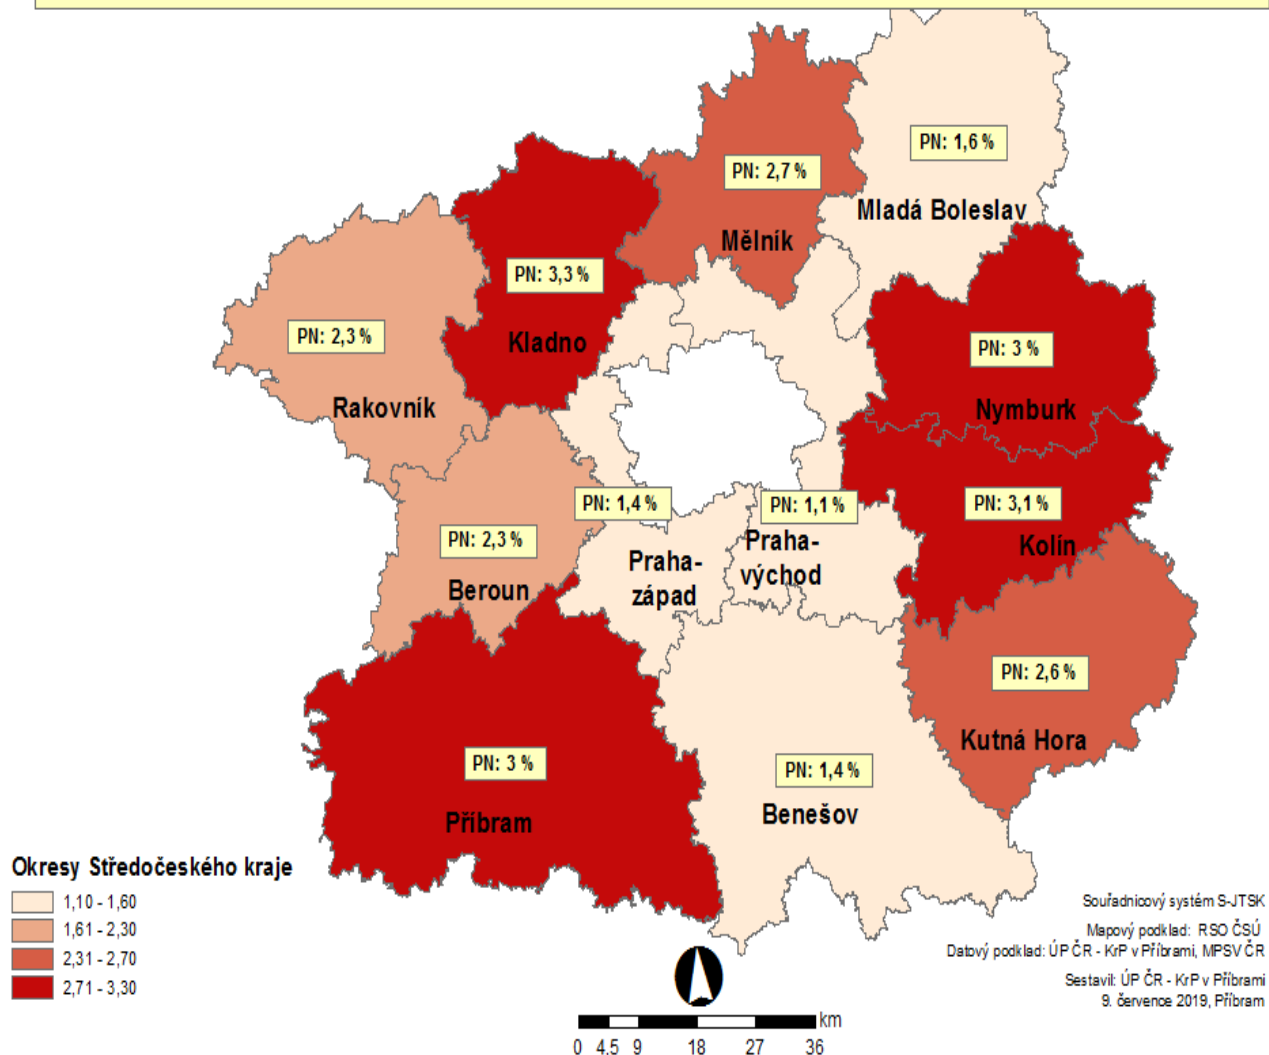 PN: 1,6 %
Mladá Boleslav
PN: 2,7 %
Mělník
PN: 3,3 %
Kladno
PN: 2,3 %
Rakovník
PN: 3 %
Nymburk
PN: 1,4 %
Praha-
západ
PN: 1,1 %
Praha-
východ
PN: 3,1 %
Kolín
PN: 2,3 %
Beroun
PN: 2,6 %
Kutná Hora
PN: 3 %
Příbram
PN: 1,4 %
Benešov
Okresy Středočeského kraje
1,10 - 1,60
1,61 - 2,30
2,31 - 2,70
2,71 - 3,30
Souřadnicový systém S-JTSK
Mapový podklad: RSO ČSÚ
Datový podklad: ÚP ČR - KrP v Příbrami, MPSV ČR
Sestavil: ÚP ČR - KrP v Příbrami
9. července 2019, Příbram
km
0 4.5 9 18 27 36